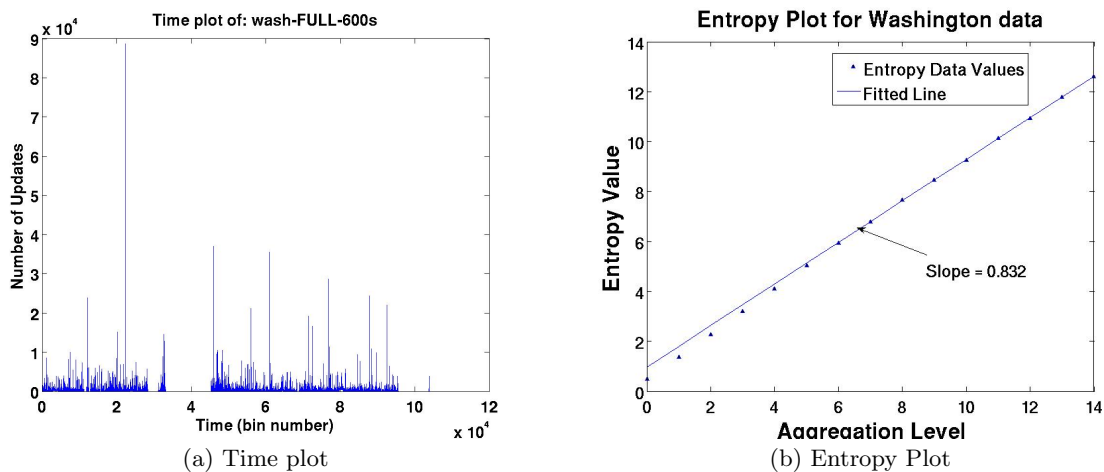 Time plot of: wash-FULL-600s
x 10^4
9
8
7
6
5
4
3
2
1
0
Number of Updates
0 2 4 6 8 10 12
Time (bin number)
x 10^4
(a) Time plot
Entropy Plot for Washington data
14
12
10
8
6
4
2
0
Entropy Value
Entropy Data Values
Fitted Line
Slope = 0.832
0 2 4 6 8 10 12 14
Aggregation Level
(b) Entropy Plot